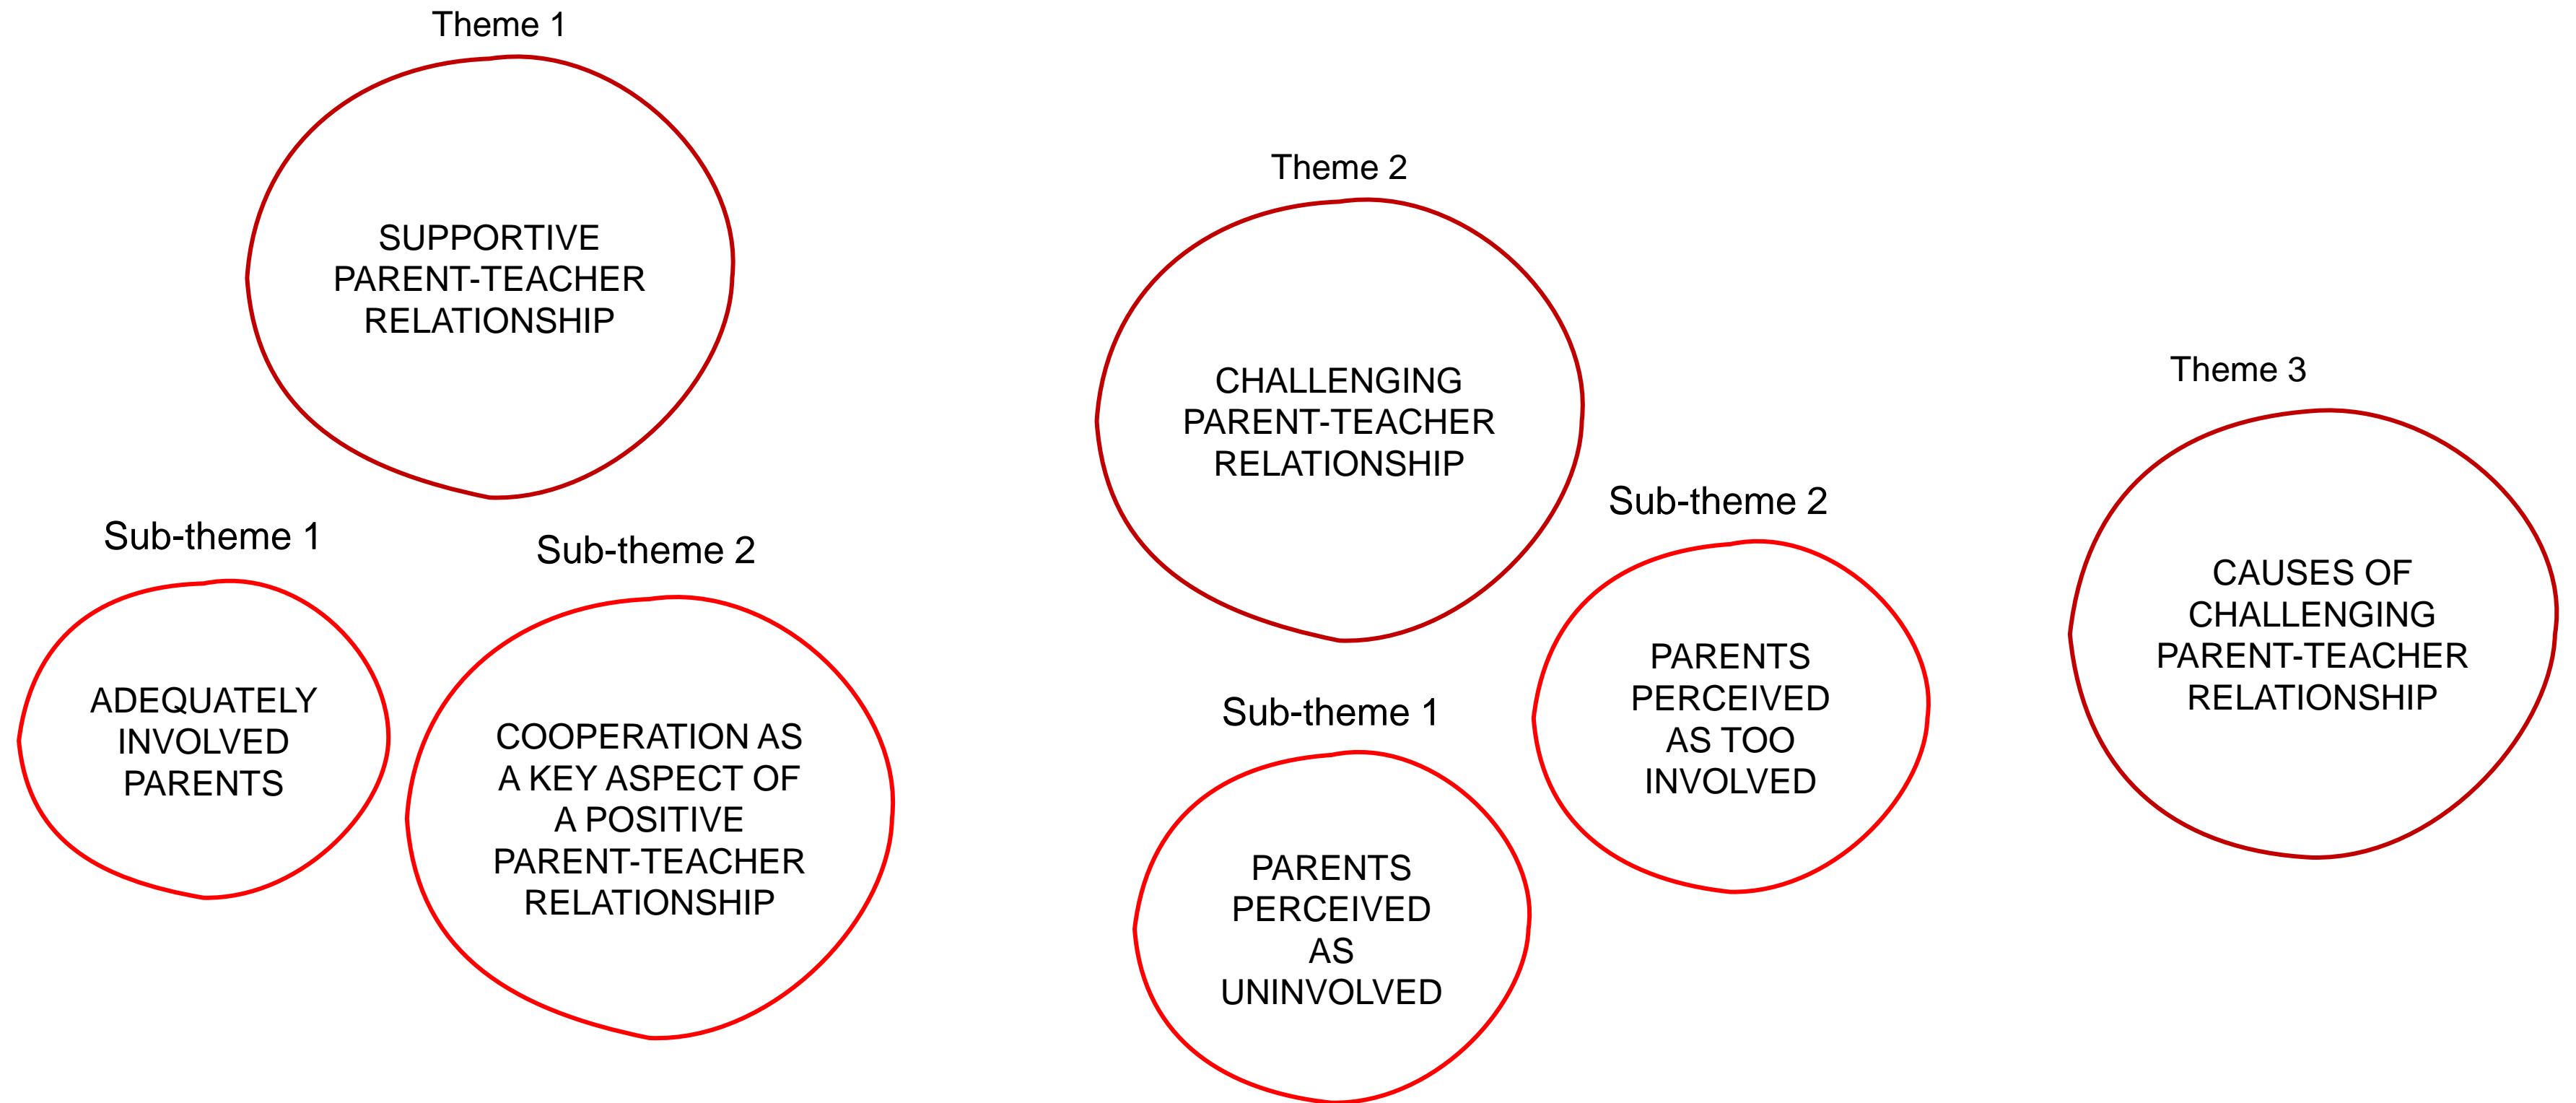 Theme 1
SUPPORTIVE
PARENT-TEACHER
RELATIONSHIP
Sub-theme 1
ADEQUATELY
INVOLVED
PARENTS
Sub-theme 2
COOPERATION AS
A KEY ASPECT OF
A POSITIVE
PARENT-TEACHER
RELATIONSHIP
Theme 2
CHALLENGING
PARENT-TEACHER
RELATIONSHIP
Sub-theme 1
PARENTS
PERCEIVED
AS
UNINVOLVED
Sub-theme 2
PARENTS
PERCEIVED
AS TOO
INVOLVED
Theme 3
CAUSES OF
CHALLENGING
PARENT-TEACHER
RELATIONSHIP